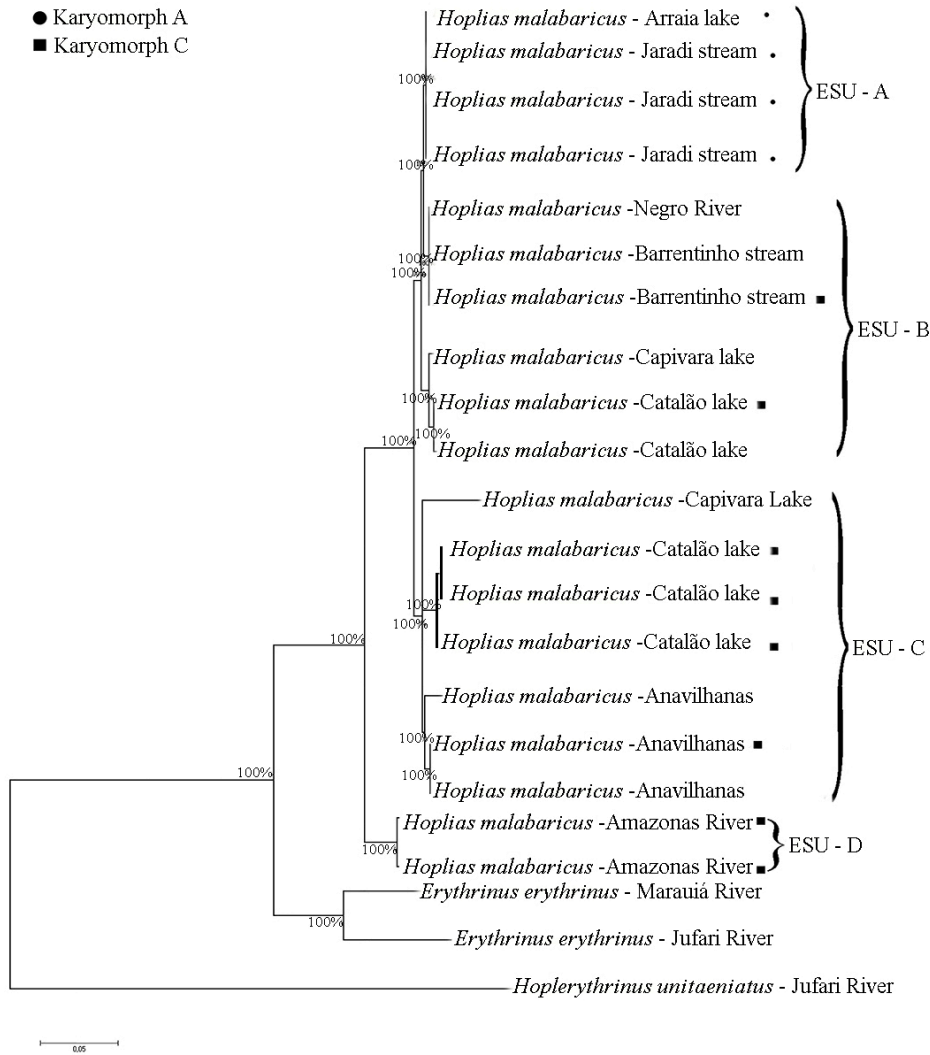 Karyomorph A
Karyomorph C
Hoplias malabaricus - Arraia lake
Hoplias malabaricus - Jaradi stream
100%
Hoplias malabaricus - Jaradi stream
ESU - A
Hoplias malabaricus - Jaradi stream
100%
Hoplias malabaricus -Negro River
Hoplias malabaricus -Barrentinho stream
100%
100%
Hoplias malabaricus -Barrentinho stream
ESU - B
Hoplias malabaricus -Capivara lake
100%
Hoplias malabaricus -Catalão lake
100%
100%
Hoplias malabaricus -Catalão lake
Hoplias malabaricus -Capivara Lake
Hoplias malabaricus -Catalão lake
Hoplias malabaricus -Catalão lake
100%
100%
Hoplias malabaricus -Catalão lake
ESU - C
100%
Hoplias malabaricus -Anavilhanas
100%
Hoplias malabaricus -Anavilhanas
100%
100%
Hoplias malabaricus -Anavilhanas
Hoplias malabaricus -Amazonas River
100%
ESU - D
Hoplias malabaricus -Amazonas River
Erythrinus erythrinus - Marauiá River
100%
Erythrinus erythrinus - Jufari River
Hoplerythrinus unitaeniatus - Jufari River
0.05